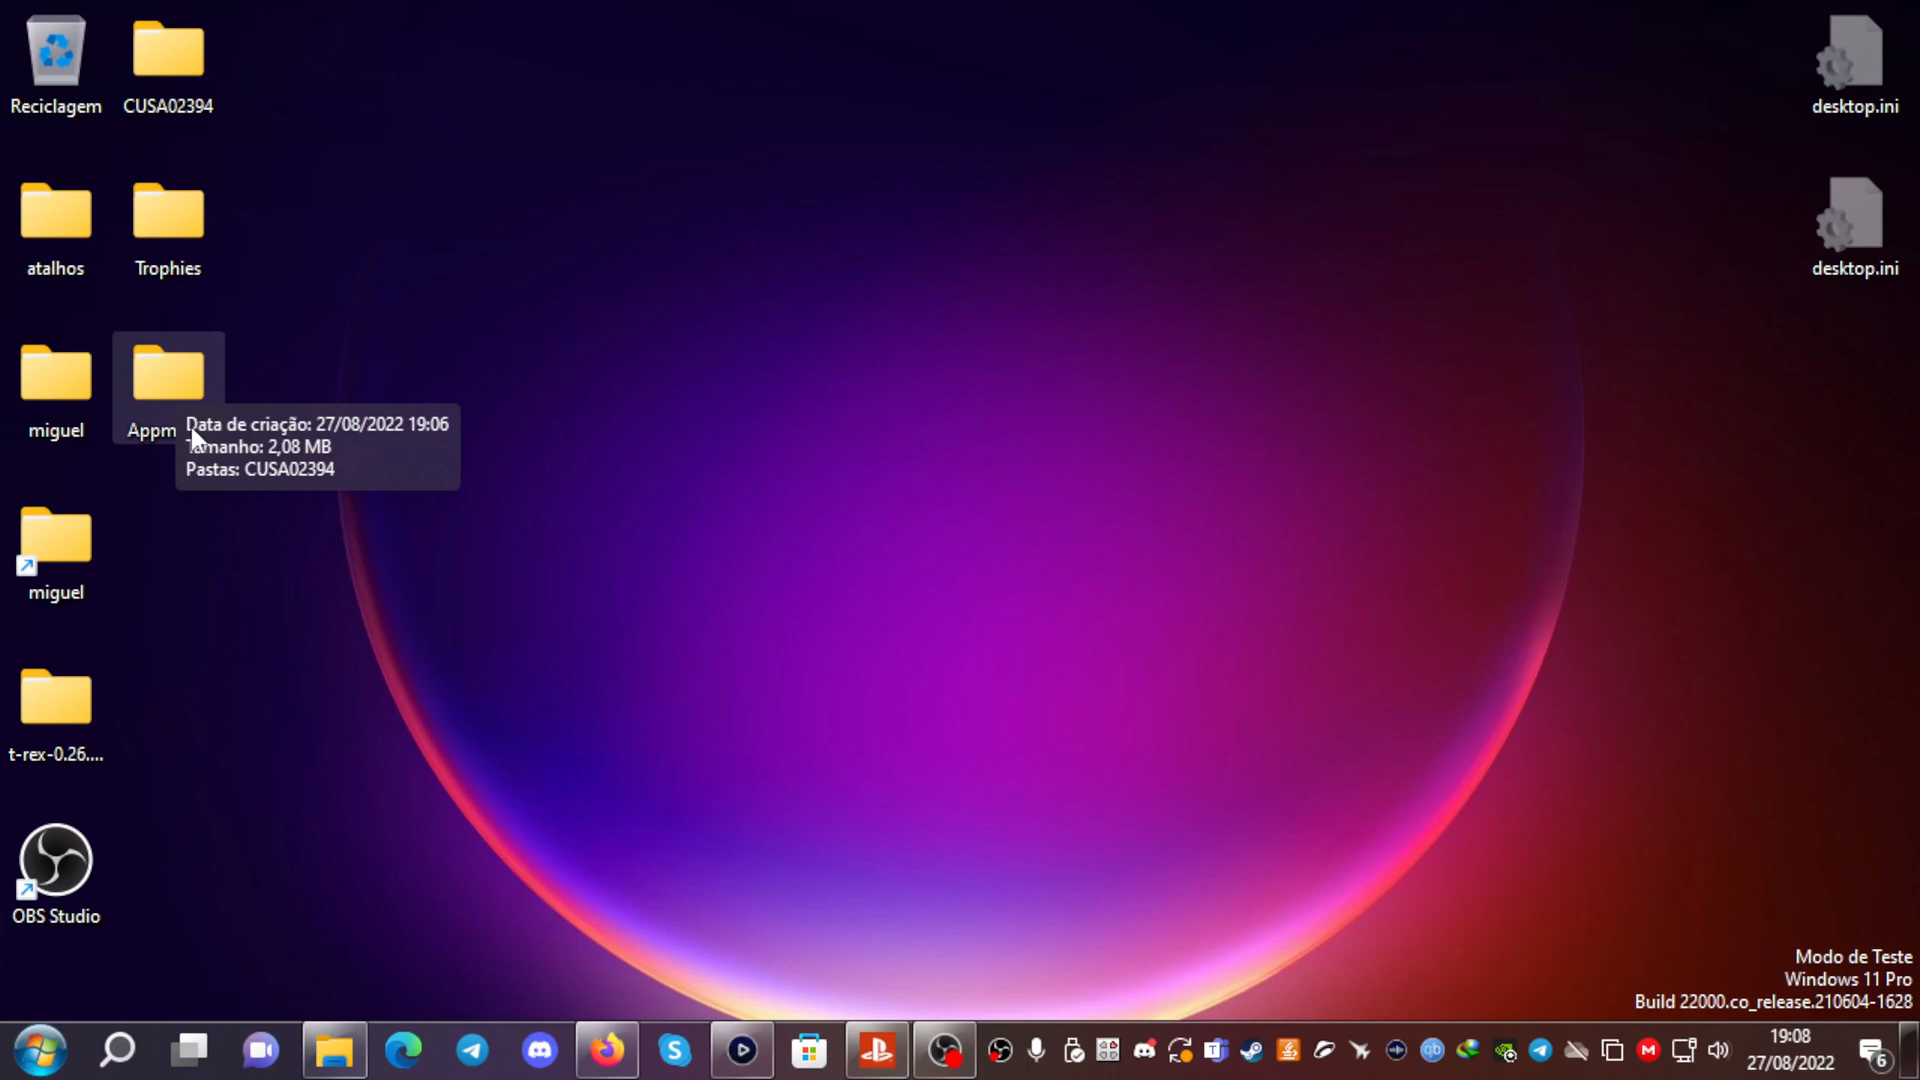 Reciclagem
CUSA02394
desktop.ini
atalhos
Trophies
desktop.ini
miguel
Appm
Data de criação: 27/08/2022 19:06
Tamanho: 2,08 MB
Pastas: CUSA02394
miguel
t-rex-0.26....
OBS Studio
Modo de Teste
Windows 11 Pro
Build 22000.co_release.210604-1628
19:08
27/08/2022
6